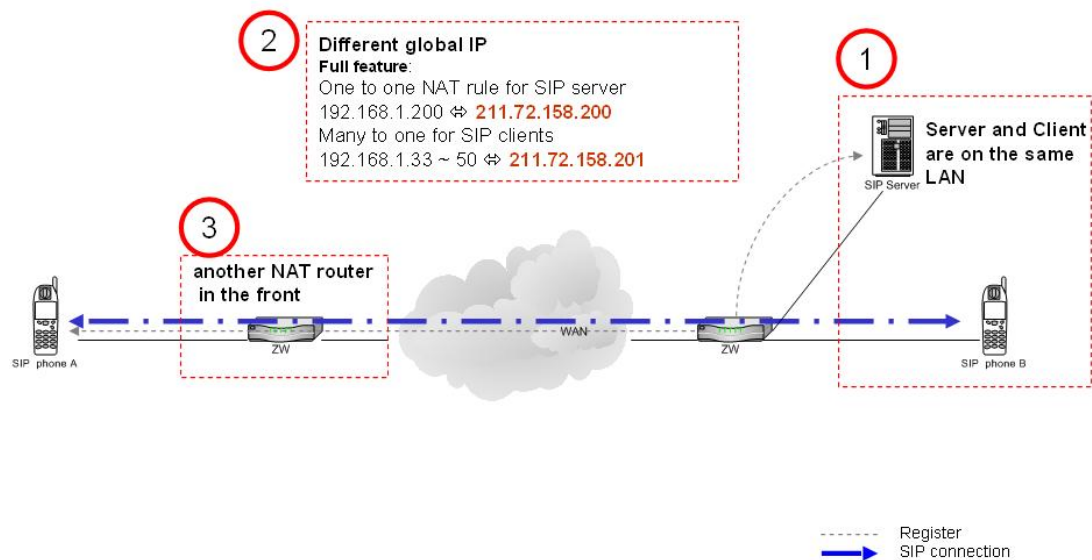 2
Different global IP
Full feature:
One to one NAT rule for SIP server
192.168.1.200 ⇔ 211.72.158.200
Many to one for SIP clients
192.168.1.33 ~ 50 ⇔ 211.72.158.201
1
Server and Client
are on the same
LAN
SIP Server
3
another NAT router
in the front
SIP phone A
ZW
WAN
ZW
SIP phone B
Register
SIP connection